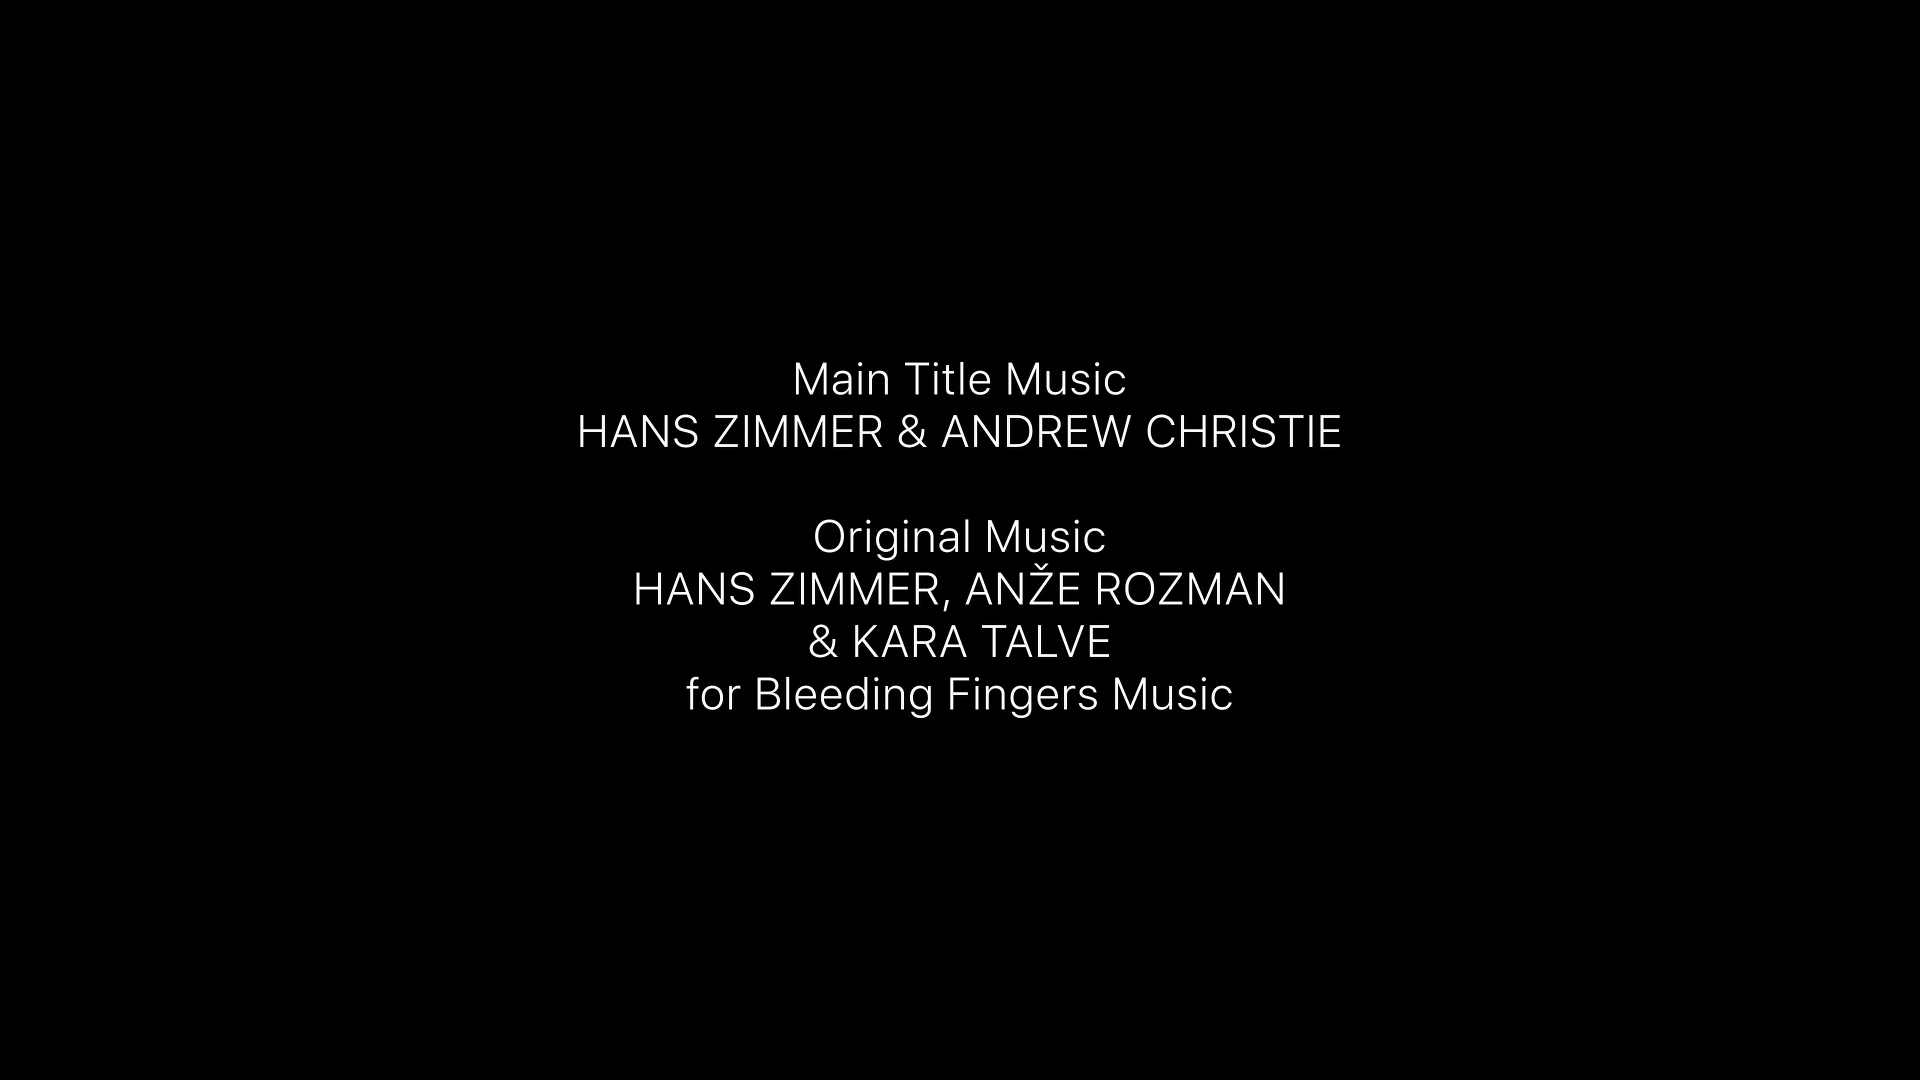 Main Title Music
HANS ZIMMER & ANDREW CHRISTIE
Original Music
HANS ZIMMER, ANŽE ROZMAN
& KARA TALVE
for Bleeding Fingers Music